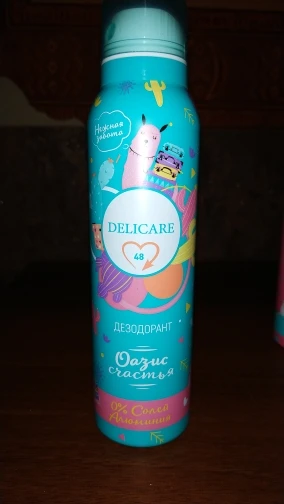 Нежная
забота
DELICARE
48
ДЕЗОДОРАНТ
Оазис
счастья
0% Солей
Алюминия